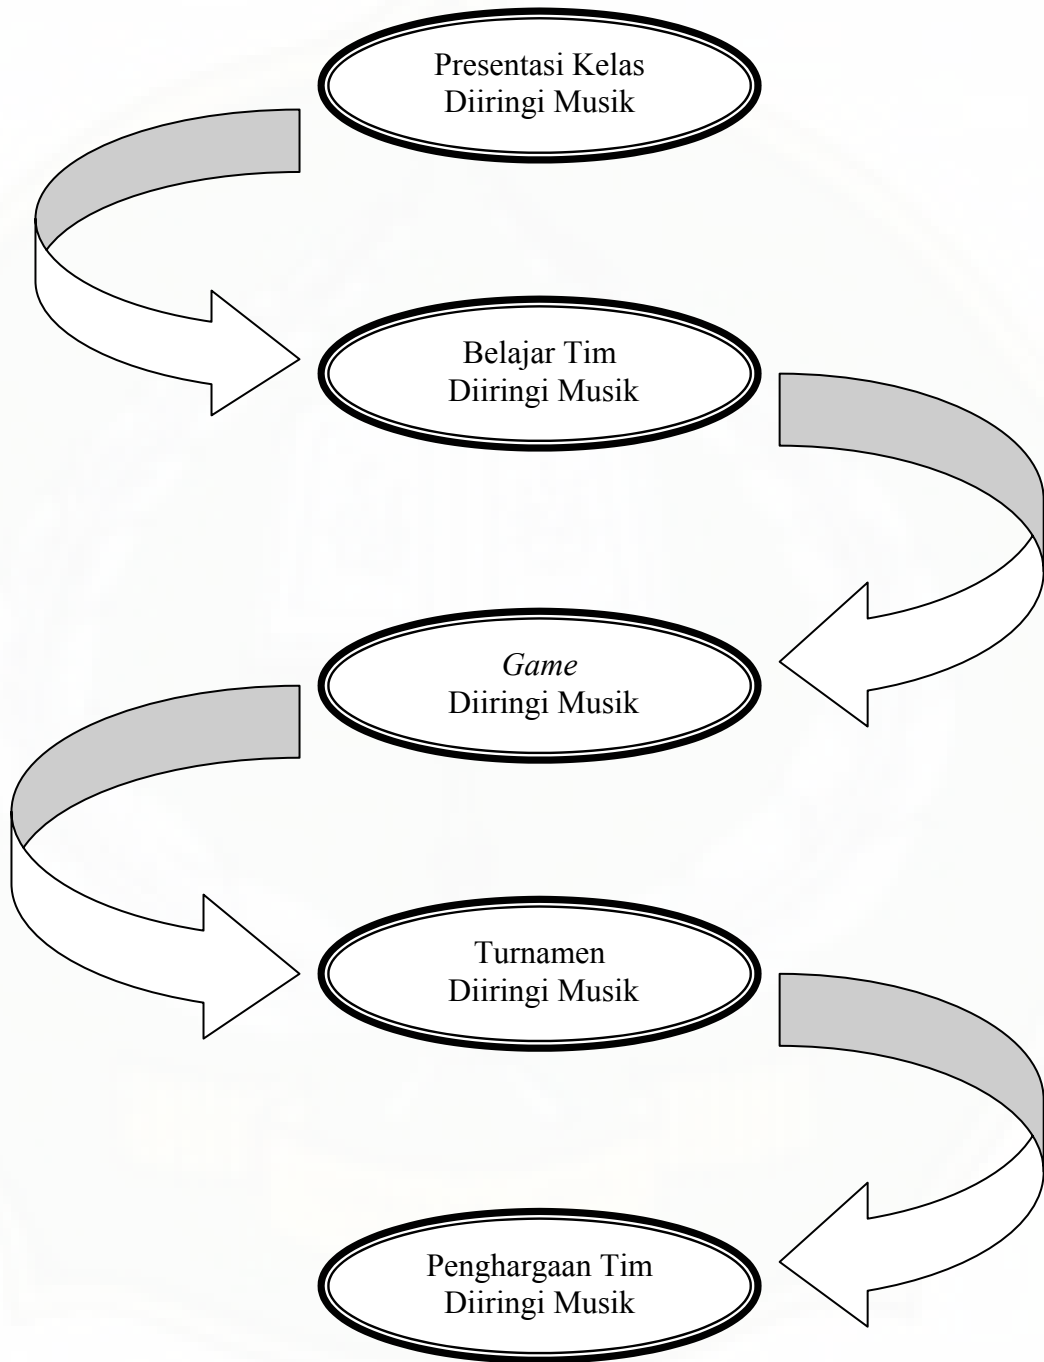 Presentasi Kelas
Diiringi Musik
Belajar Tim
Diiringi Musik
Game
Diiringi Musik
Turnamen
Diiringi Musik
Penghargaan Tim
Diiringi Musik